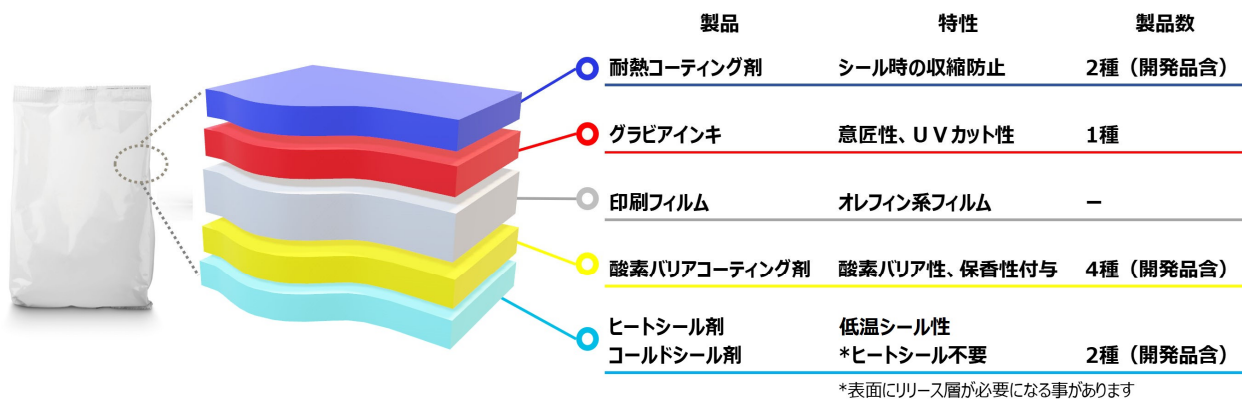 製品 特性 製品数
耐熱コーティング剤 シール時の収縮防止 2種（開発品含）
グラビアインキ 意匠性、UVカット性 1種
印刷フィルム オレフィン系フィルム －
酸素バリアコーティング剤 酸素バリア性、保香性付与 4種（開発品含）
ヒートシール剤 低温シール性
コールドシール剤 *ヒートシール不要 2種（開発品含）
*表面にリリース層が必要になる事があります